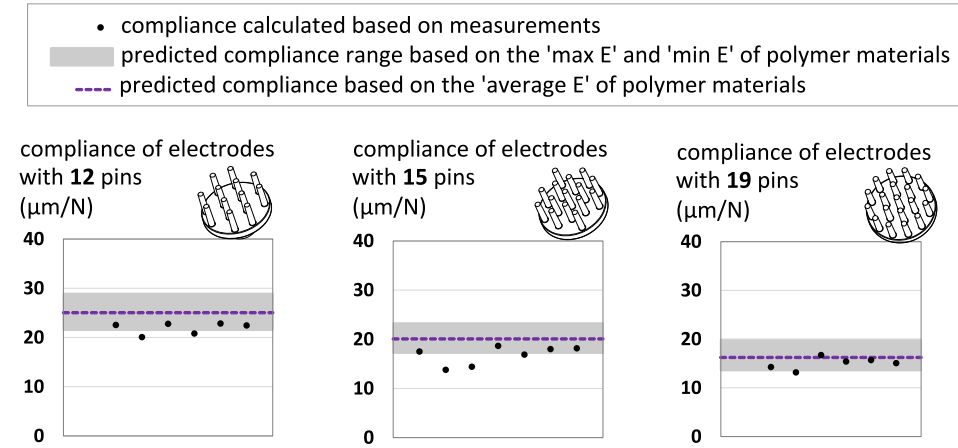 compliance calculated based on measurements
predicted compliance range based on the 'max E' and 'min E' of polymer materials
predicted compliance based on the 'average E' of polymer materials
compliance of electrodes
with 12 pins
(μm/N)
40
30
20
10
0
compliance of electrodes
with 15 pins
(μm/N)
40
30
20
10
0
compliance of electrodes
with 19 pins
(μm/N)
40
30
20
10
0